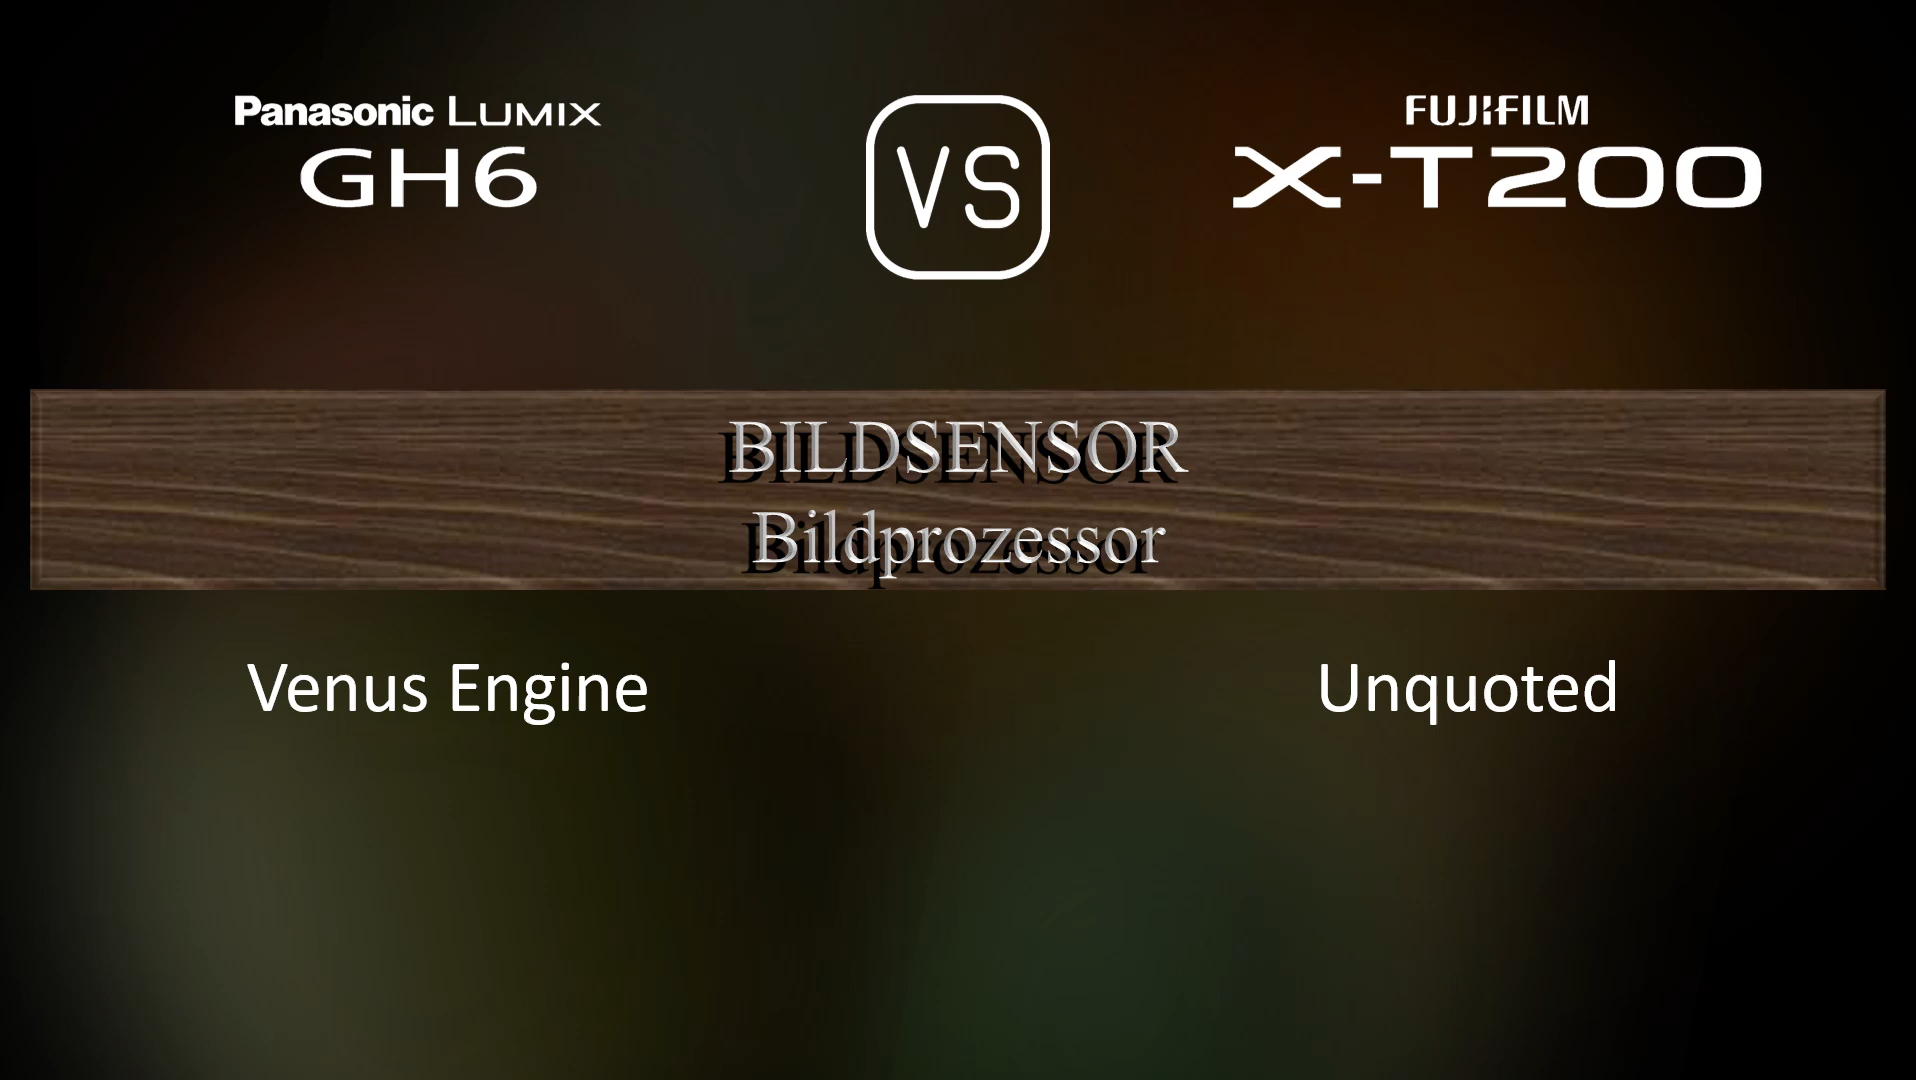 Panasonic LUMIX
GH6
VS
FUJIFILM
X-T200
BILDSENSOR
Bildprozessor
Venus Engine
Unquoted